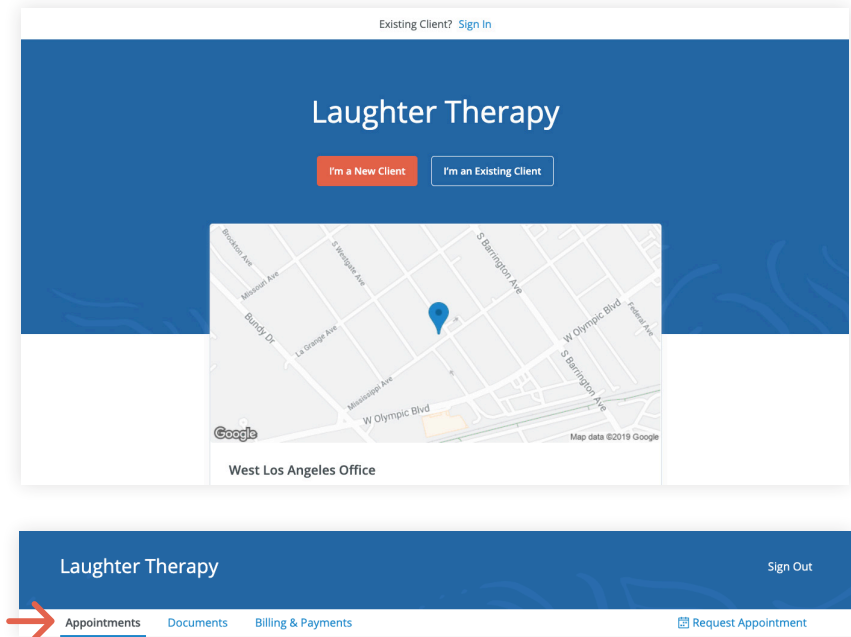 Existing Client? Sign In
Laughter Therapy
I'm a New Client
I'm an Existing Client
Brockton Ave
Missouri Ave
S Westgate Ave
S Barrington Ave
Bundy Dr
La Grange Ave
W Olympic Blvd
Federal Ave
Mississippi Ave
S Barrington Ave
W Olympic Blvd
Google
Map data ©2019 Google
West Los Angeles Office
Laughter Therapy
Sign Out
Appointments Documents Billing & Payments Request Appointment